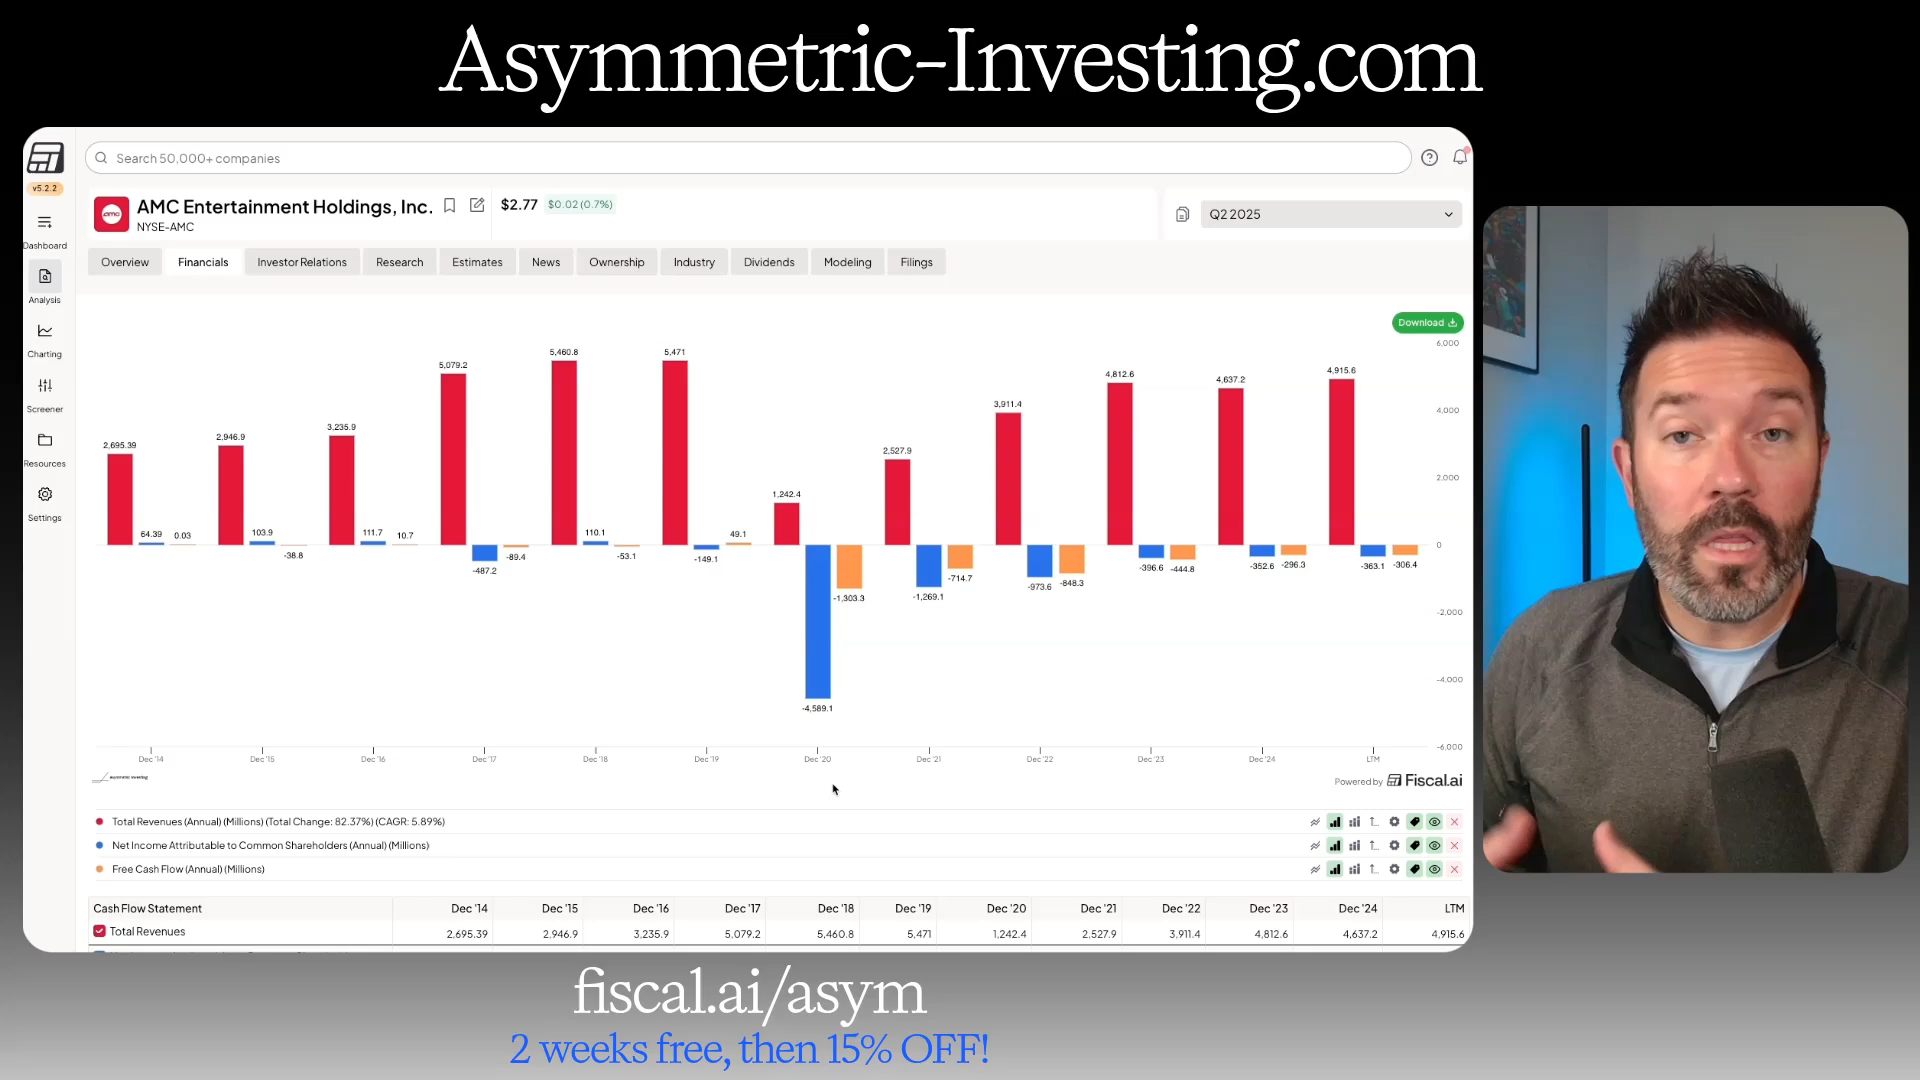 Asymmetric-Investing.com
Search 50,000+ companies
v5.2.2
AMC Entertainment Holdings, Inc.
NYSE-AMC
$2.77 $0.02 (0.7%)
Q2 2025
amc
Dashboard
Analysis
Charting
Screener
Resources
Settings
Overview Financials Investor Relations Research Estimates News Ownership Industry Dividends Modeling Filings
Download
6,000
4,000
2,000
0
-2,000
-4,000
-6,000
2,695.39 64.39 0.03
2,946.9 103.9 -38.8
3,235.9 111.7 10.7
5,079.2 -487.2 -89.4
5,460.8 110.1 -53.1
5,471 -149.1 49.1
1,242.4 -4,589.1 -1,303.3
2,527.9 -1,269.1 -714.7
3,911.4 -973.6 -848.3
4,812.6 -396.6 -444.8
4,637.2 -352.6 -296.3
4,915.6 -363.1 -306.4
Dec '14 Dec '15 Dec '16 Dec '17 Dec '18 Dec '19 Dec '20 Dec '21 Dec '22 Dec '23 Dec '24 LTM
Asymmetric Investing
Powered by Fiscal.ai
Total Revenues (Annual) (Millions) (Total Change: 82.37%) (CAGR: 5.89%)
Net Income Attributable to Common Shareholders (Annual) (Millions)
Free Cash Flow (Annual) (Millions)
Cash Flow Statement Dec '14 Dec '15 Dec '16 Dec '17 Dec '18 Dec '19 Dec '20 Dec '21 Dec '22 Dec '23 Dec '24 LTM
Total Revenues 2,695.39 2,946.9 3,235.9 5,079.2 5,460.8 5,471 1,242.4 2,527.9 3,911.4 4,812.6 4,637.2 4,915.6
fiscal.ai/asym
2 weeks free, then 15% OFF!